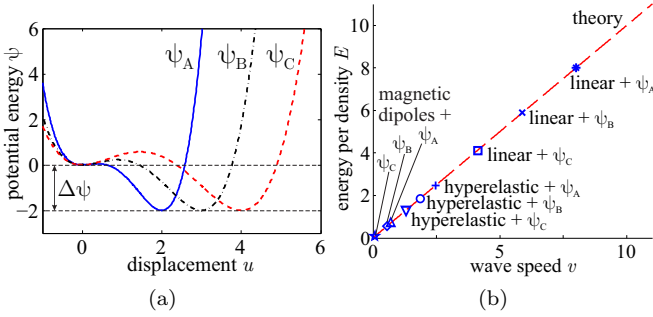 6
4
2
0
−2
0
2
4
6
potential energy ψ
displacement u
ψA
ψB
ψC
Δψ
(a)
10
8
6
4
2
0
0
5
10
energy per density E
wave speed v
theory
linear + ψA
linear + ψB
linear + ψC
magnetic
dipoles +
ψA
ψB
ψC
hyperelastic + ψA
hyperelastic + ψB
hyperelastic + ψC
(b)